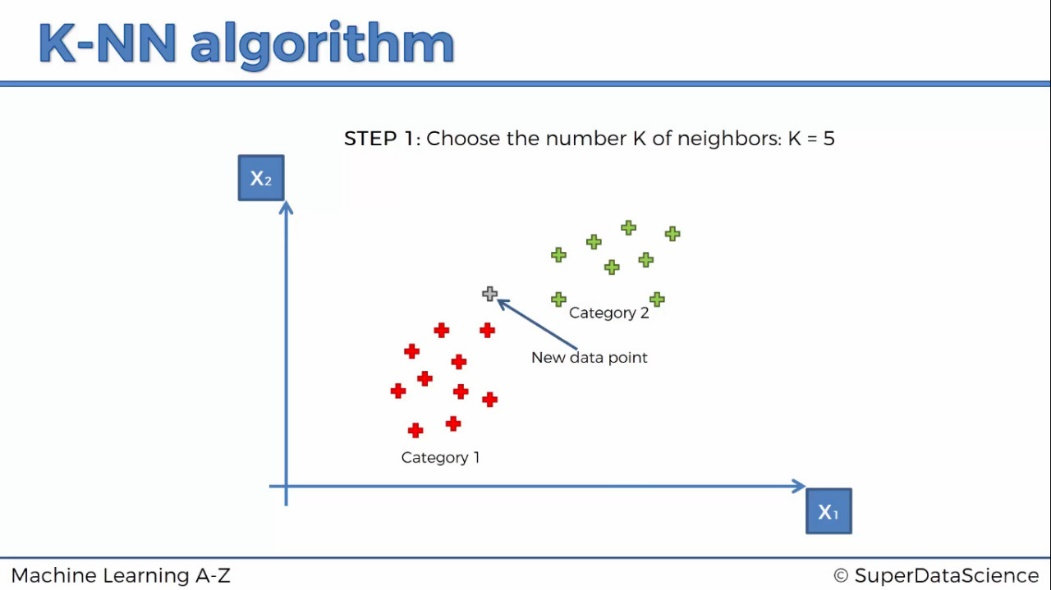 K-NN algorithm
STEP 1: Choose the number K of neighbors: K = 5
X₂
Category 2
New data point
Category 1
X₁
Machine Learning A-Z
© SuperDataScience